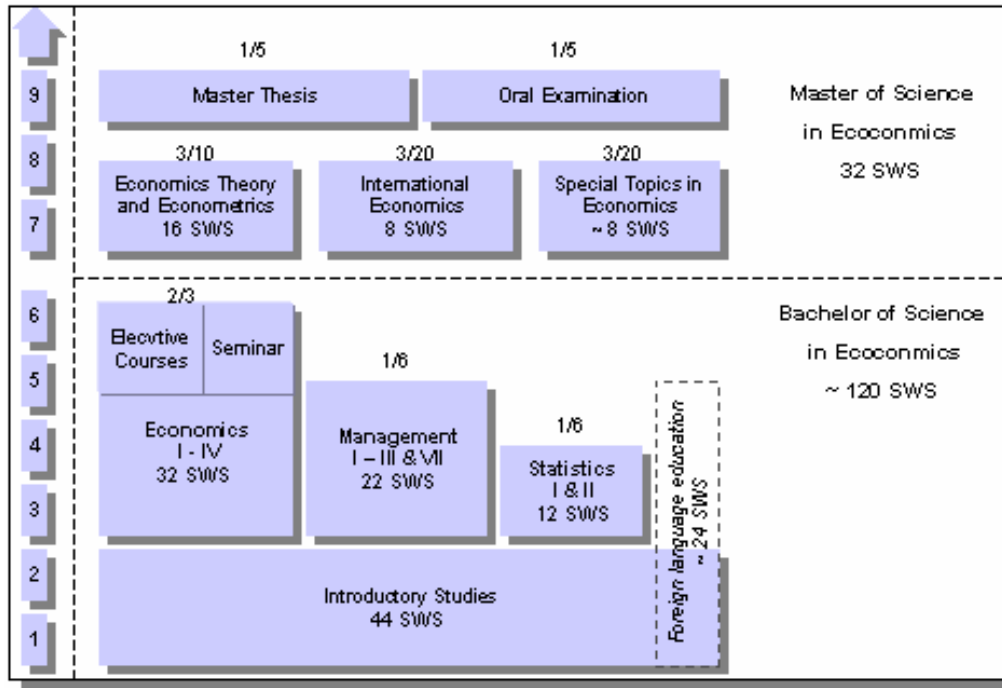 1/5
1/5
9
Master Thesis
Oral Examination
Master of Science
in Ecoconmics
32 SWS
8
3/10
3/20
3/20
Economics Theory
and Econometrics
16 SWS
International
Economics
8 SWS
Special Topics in
Economics
~ 8 SWS
7
6
2/3
Elecvtive
Courses
Seminar
Bachelor of Science
in Ecoconmics
~ 120 SWS
5
1/6
4
Economics
I - IV
32 SWS
Management
I – III & VII
22 SWS
1/6
Statistics
I & II
12 SWS
Foreign language education
~ 24 SWS
3
2
Introductory Studies
44 SWS
1